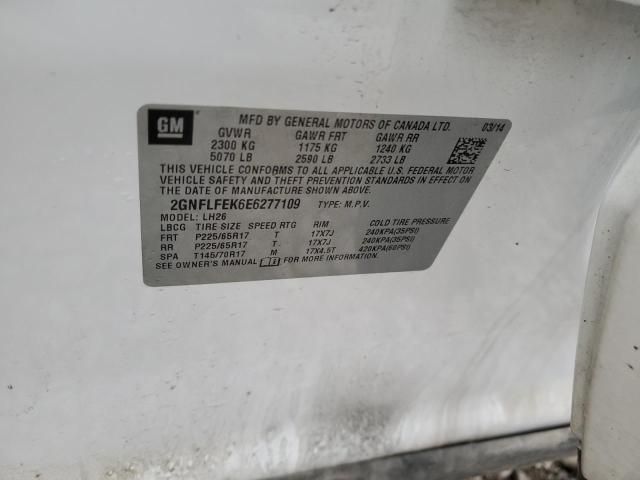 GM
MFD BY GENERAL MOTORS OF CANADA LTD. 03/14
GVWR GAWR FRT GAWR RR
2300 KG 1175 KG 1240 KG
5070 LB 2590 LB 2733 LB
THIS VEHICLE CONFORMS TO ALL APPLICABLE U.S. FEDERAL MOTOR
VEHICLE SAFETY AND THEFT PREVENTION STANDARDS IN EFFECT ON
THE DATE OF MANUFACTURE SHOWN ABOVE.
2GNFLFEK6E6277109 TYPE: M.P.V.
MODEL: LH26
LBCG TIRE SIZE SPEED RTG RIM COLD TIRE PRESSURE
FRT P225/65R17 T 17X7J 240KPA(35PSI)
RR P225/65R17 T 17X7J 240KPA(35PSI)
SPA T145/70R17 M 17X4.5T 420KPA(60PSI)
SEE OWNER'S MANUAL FOR MORE INFORMATION.